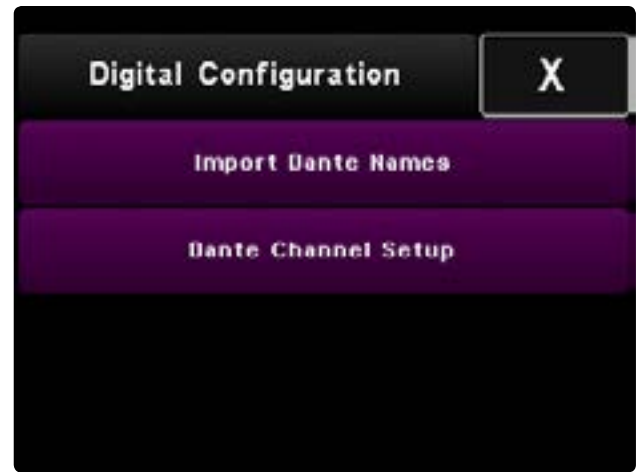 Digital Configuration X
Import Dante Names
Dante Channel Setup